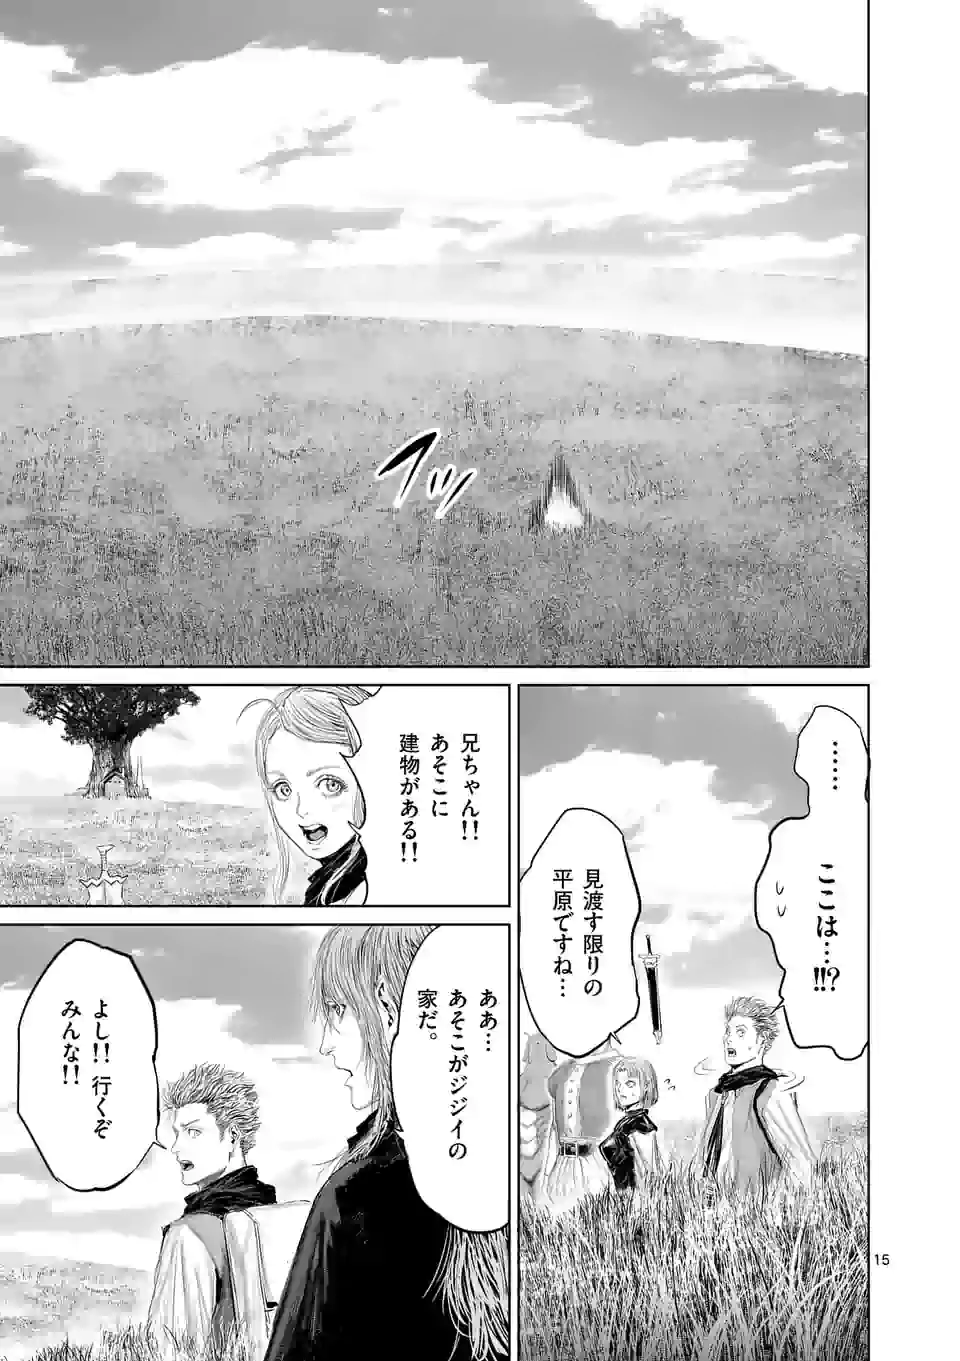 フッ
……
ここは…!!?
見渡す限りの
平原ですね…
兄ちゃん!!
あそこに
建物がある!!
ああ…
あそこがジジイの
家だ。
よし!! 行くぞ
みんな!!
15